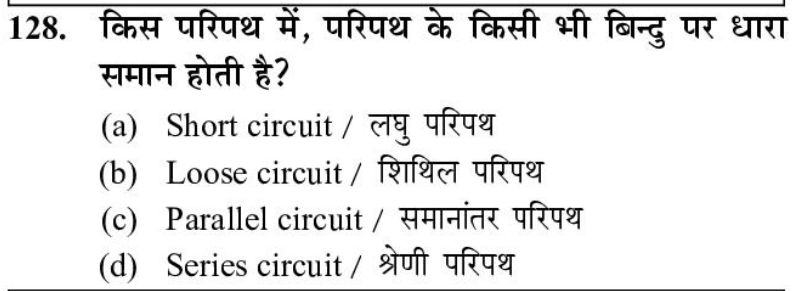 128. किस परिपथ में, परिपथ के किसी भी बिन्दु पर धारा
समान होती है?
(a) Short circuit / लघु परिपथ
(b) Loose circuit / शिथिल परिपथ
(c) Parallel circuit / समानांतर परिपथ
(d) Series circuit / श्रेणी परिपथ